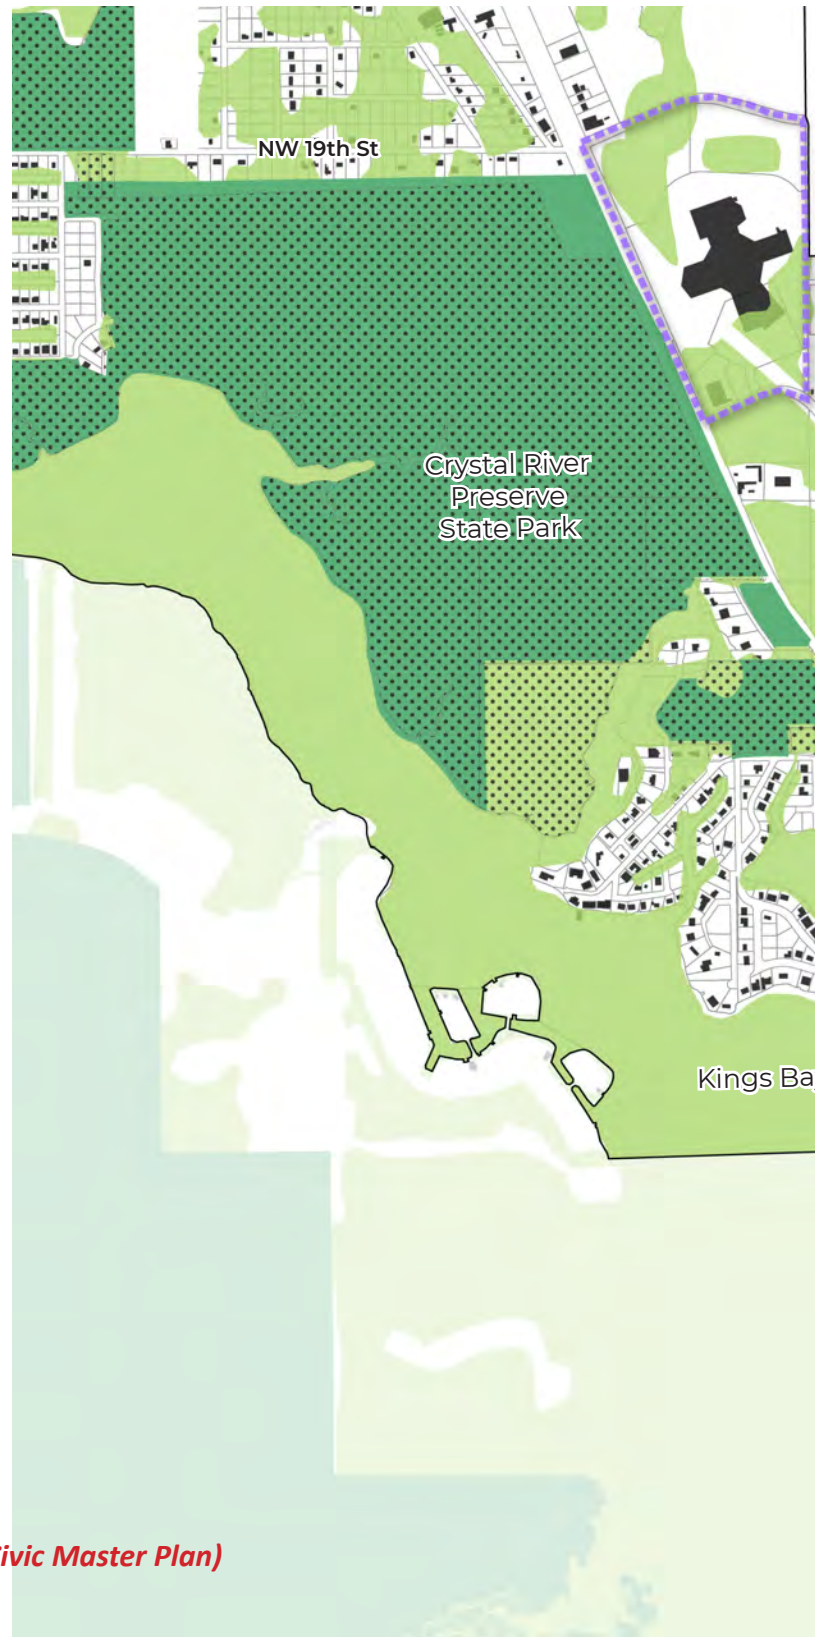 NW 19th St
Crystal River
Preserve
State Park
Kings Ba
ivic Master Plan)